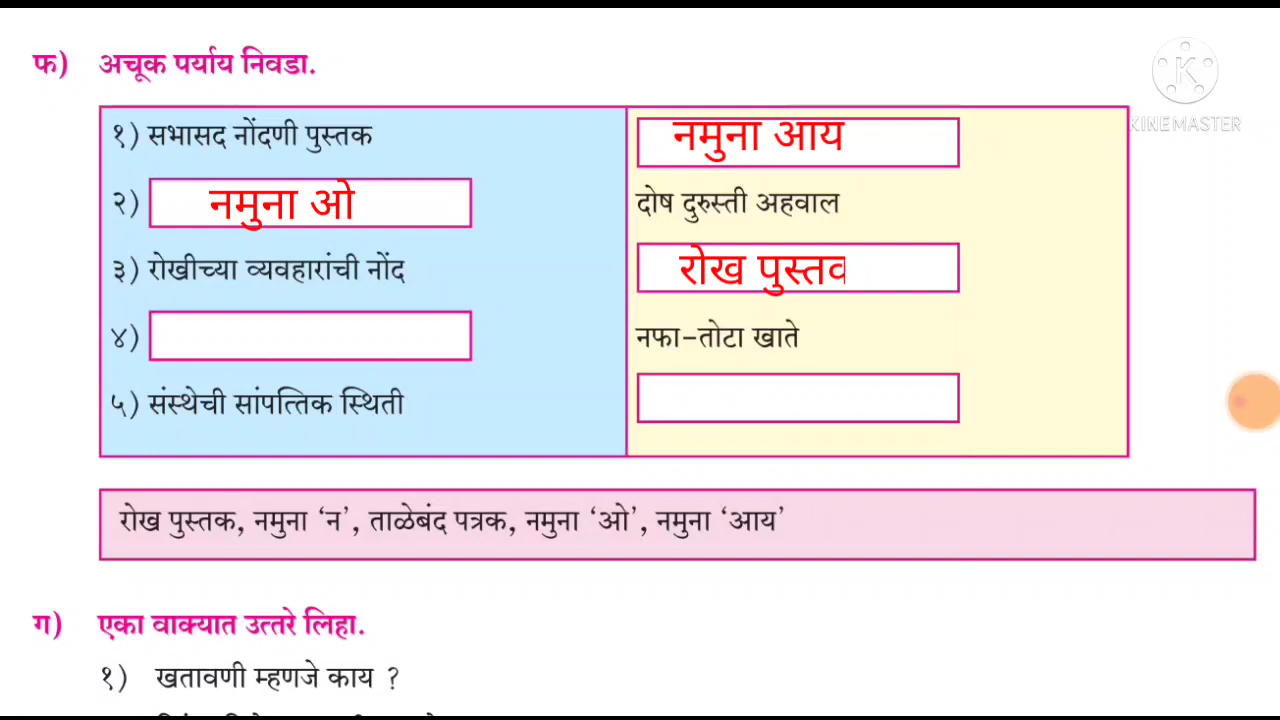 फ) अचूक पर्याय निवडा.
KINEMASTER
१) सभासद नोंदणी पुस्तक नमुना आय
२) नमुना ओ दोष दुरुस्ती अहवाल
३) रोखीच्या व्यवहारांची नोंद रोख
४) नफा-तोटा खाते
५) संस्थेची सांपत्तिक स्थिती
रोख पुस्तक, नमुना ‘न’, ताळेबंद पत्रक, नमुना ‘ओ’, नमुना ‘आय’
ग) एका वाक्यात उत्तरे लिहा.
१) खतावणी म्हणजे काय ?